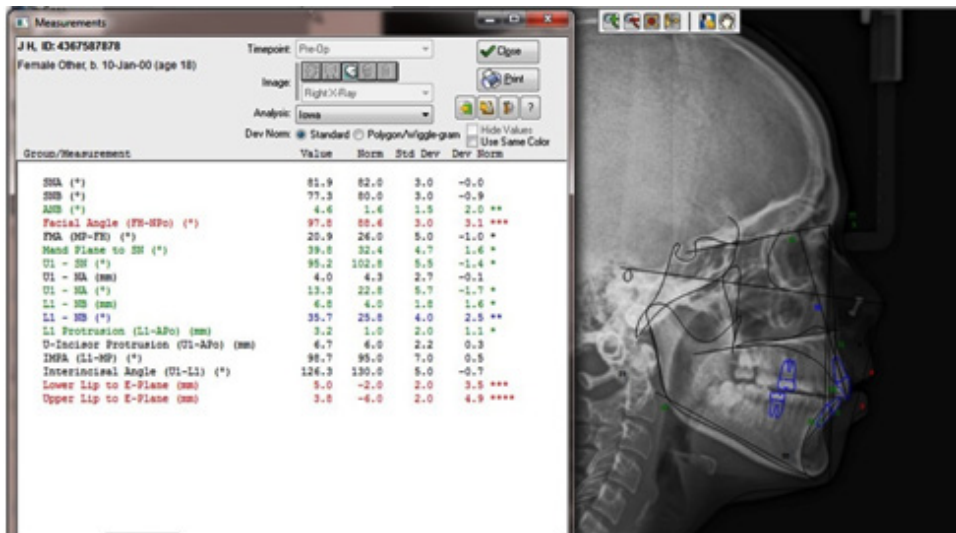 Measurements
J H, ID: 4367587878
Timepoint: Pre-Op
Close
Female Other, b. 10-Jan-00 (age 18)
Image:
Print
Right X-Ray
Analysis: Iowa
?
Dev Norm: Standard Polygon/Wiggle-gram
Hide Values
Use Same Color
Group/Measurement Value Norm Std Dev Dev Norm
SNA (°) 81.9 82.0 3.0 -0.0
SNB (°) 77.3 80.0 3.0 -0.9
ANB (°) 4.6 1.6 1.5 2.0 **
Facial Angle (FH-NPo) (°) 97.8 88.6 3.0 3.1 ***
FMA (MP-FH) (°) 20.9 26.0 5.0 -1.0 *
Mand Plane to SN (°) 39.8 32.4 4.7 1.6 *
U1 - SN (°) 95.2 102.8 5.5 -1.4 *
U1 - NA (mm) 4.0 4.3 2.7 -0.1
U1 - NA (°) 13.3 22.8 5.7 -1.7 *
L1 - NB (mm) 6.8 4.0 1.8 1.6 *
L1 - NB (°) 35.7 25.8 4.0 2.5 **
L1 Protrusion (L1-APo) (mm) 3.2 1.0 2.0 1.1 *
U-Incisor Protrusion (U1-APo) (mm) 6.7 6.0 2.2 0.3
IMPA (L1-MP) (°) 98.7 95.0 7.0 0.5
Interincisal Angle (U1-L1) (°) 126.3 130.0 5.0 -0.7
Lower Lip to E-Plane (mm) 5.0 -2.0 2.0 3.5 ***
Upper Lip to E-Plane (mm) 3.8 -6.0 2.0 4.9 ****